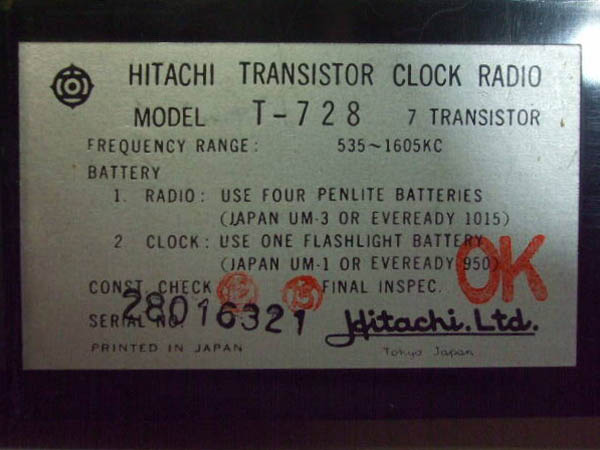 HITACHI TRANSISTOR CLOCK RADIO
MODEL T-728 7 TRANSISTOR
FREQUENCY RANGE: 535~1605KC
BATTERY
1. RADIO: USE FOUR PENLITE BATTERIES
(JAPAN UM-3 OR EVEREADY 1015)
2 CLOCK: USE ONE FLASHLIGHT BATTERY
(JAPAN UM-1 OR EVEREADY 950)
OK
CONST. CHECK FINAL INSPEC.
SERIAL NO. 28016321
Hitachi. Ltd.
PRINTED IN JAPAN Tokyo Japan